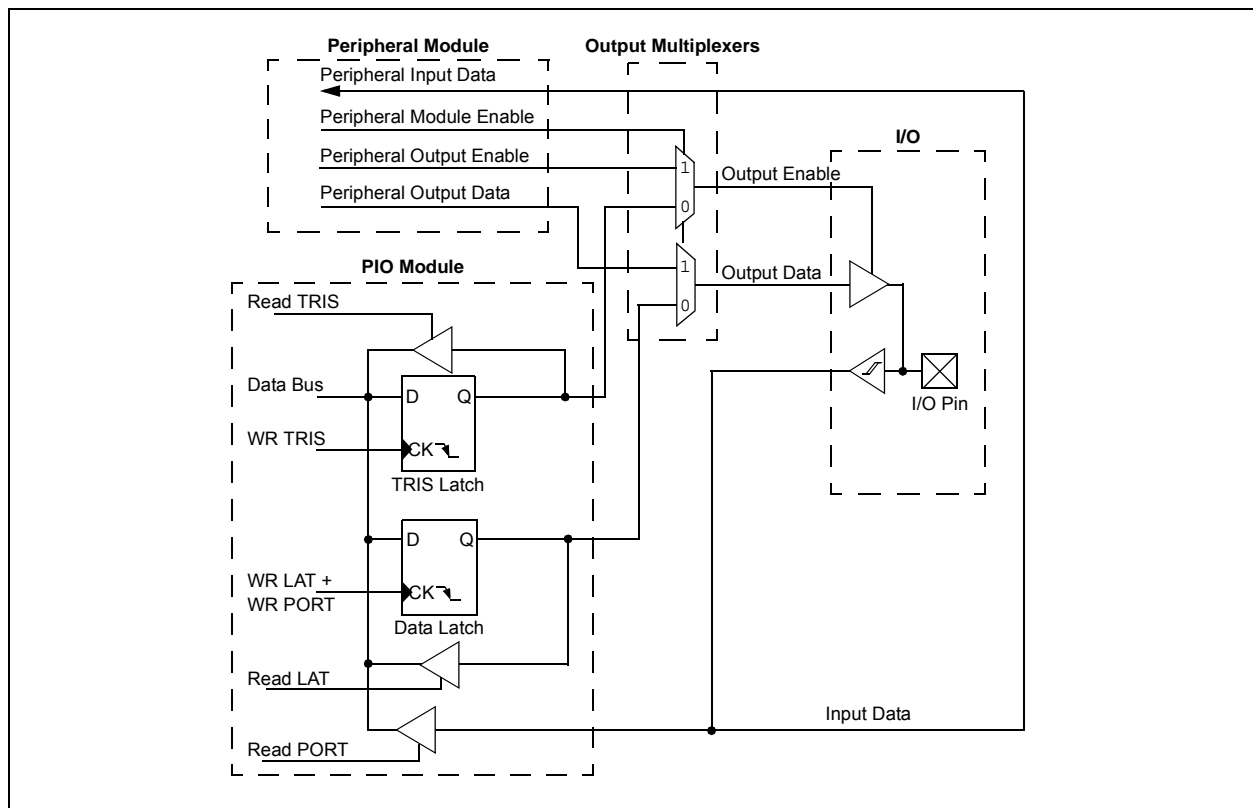 Peripheral Module
Output Multiplexers
Peripheral Input Data
Peripheral Module Enable
Peripheral Output Enable
Peripheral Output Data
1
0
Output Enable
I/O
1
0
Output Data
I/O Pin
PIO Module
Read TRIS
Data Bus
D
Q
WR TRIS
CK
TRIS Latch
D
Q
WR LAT +
WR PORT
CK
Data Latch
Read LAT
Read PORT
Input Data